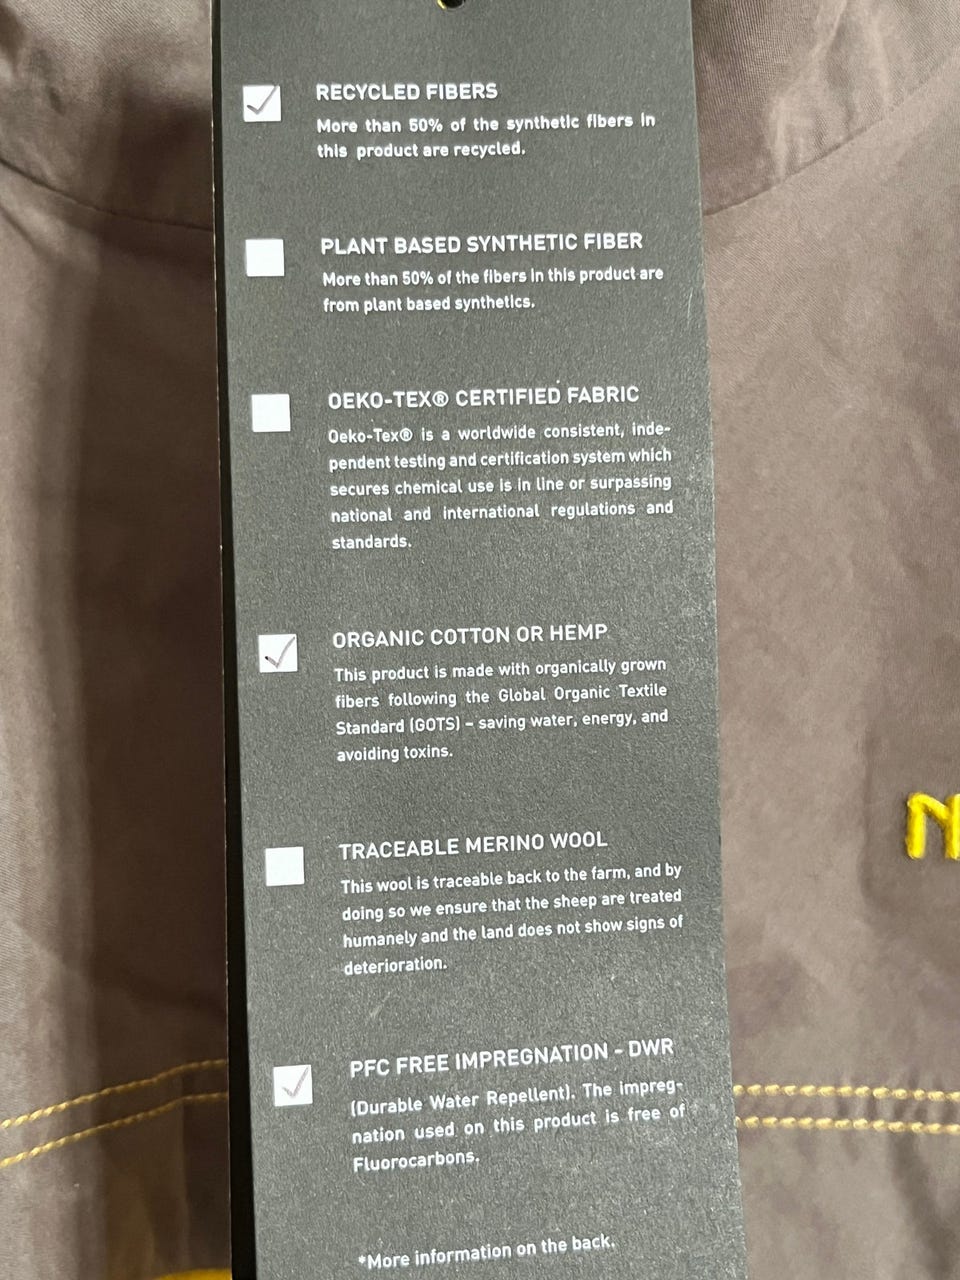 RECYCLED FIBERS
More than 50% of the synthetic fibers in
this product are recycled.
PLANT BASED SYNTHETIC FIBER
More than 50% of the fibers in this product are
from plant based synthetics.
OEKO-TEX® CERTIFIED FABRIC
Oeko-Tex® is a worldwide consistent, inde-
pendent testing and certification system which
secures chemical use is in line or surpassing
national and international regulations and
standards.
ORGANIC COTTON OR HEMP
This product is made with organically grown
fibers following the Global Organic Textile
Standard (GOTS) – saving water, energy, and
avoiding toxins.
TRACEABLE MERINO WOOL
This wool is traceable back to the farm, and by
doing so we ensure that the sheep are treated
humanely and the land does not show signs of
deterioration.
PFC FREE IMPREGNATION - DWR
(Durable Water Repellent). The impreg-
nation used on this product is free of
Fluorocarbons.
*More information on the back.